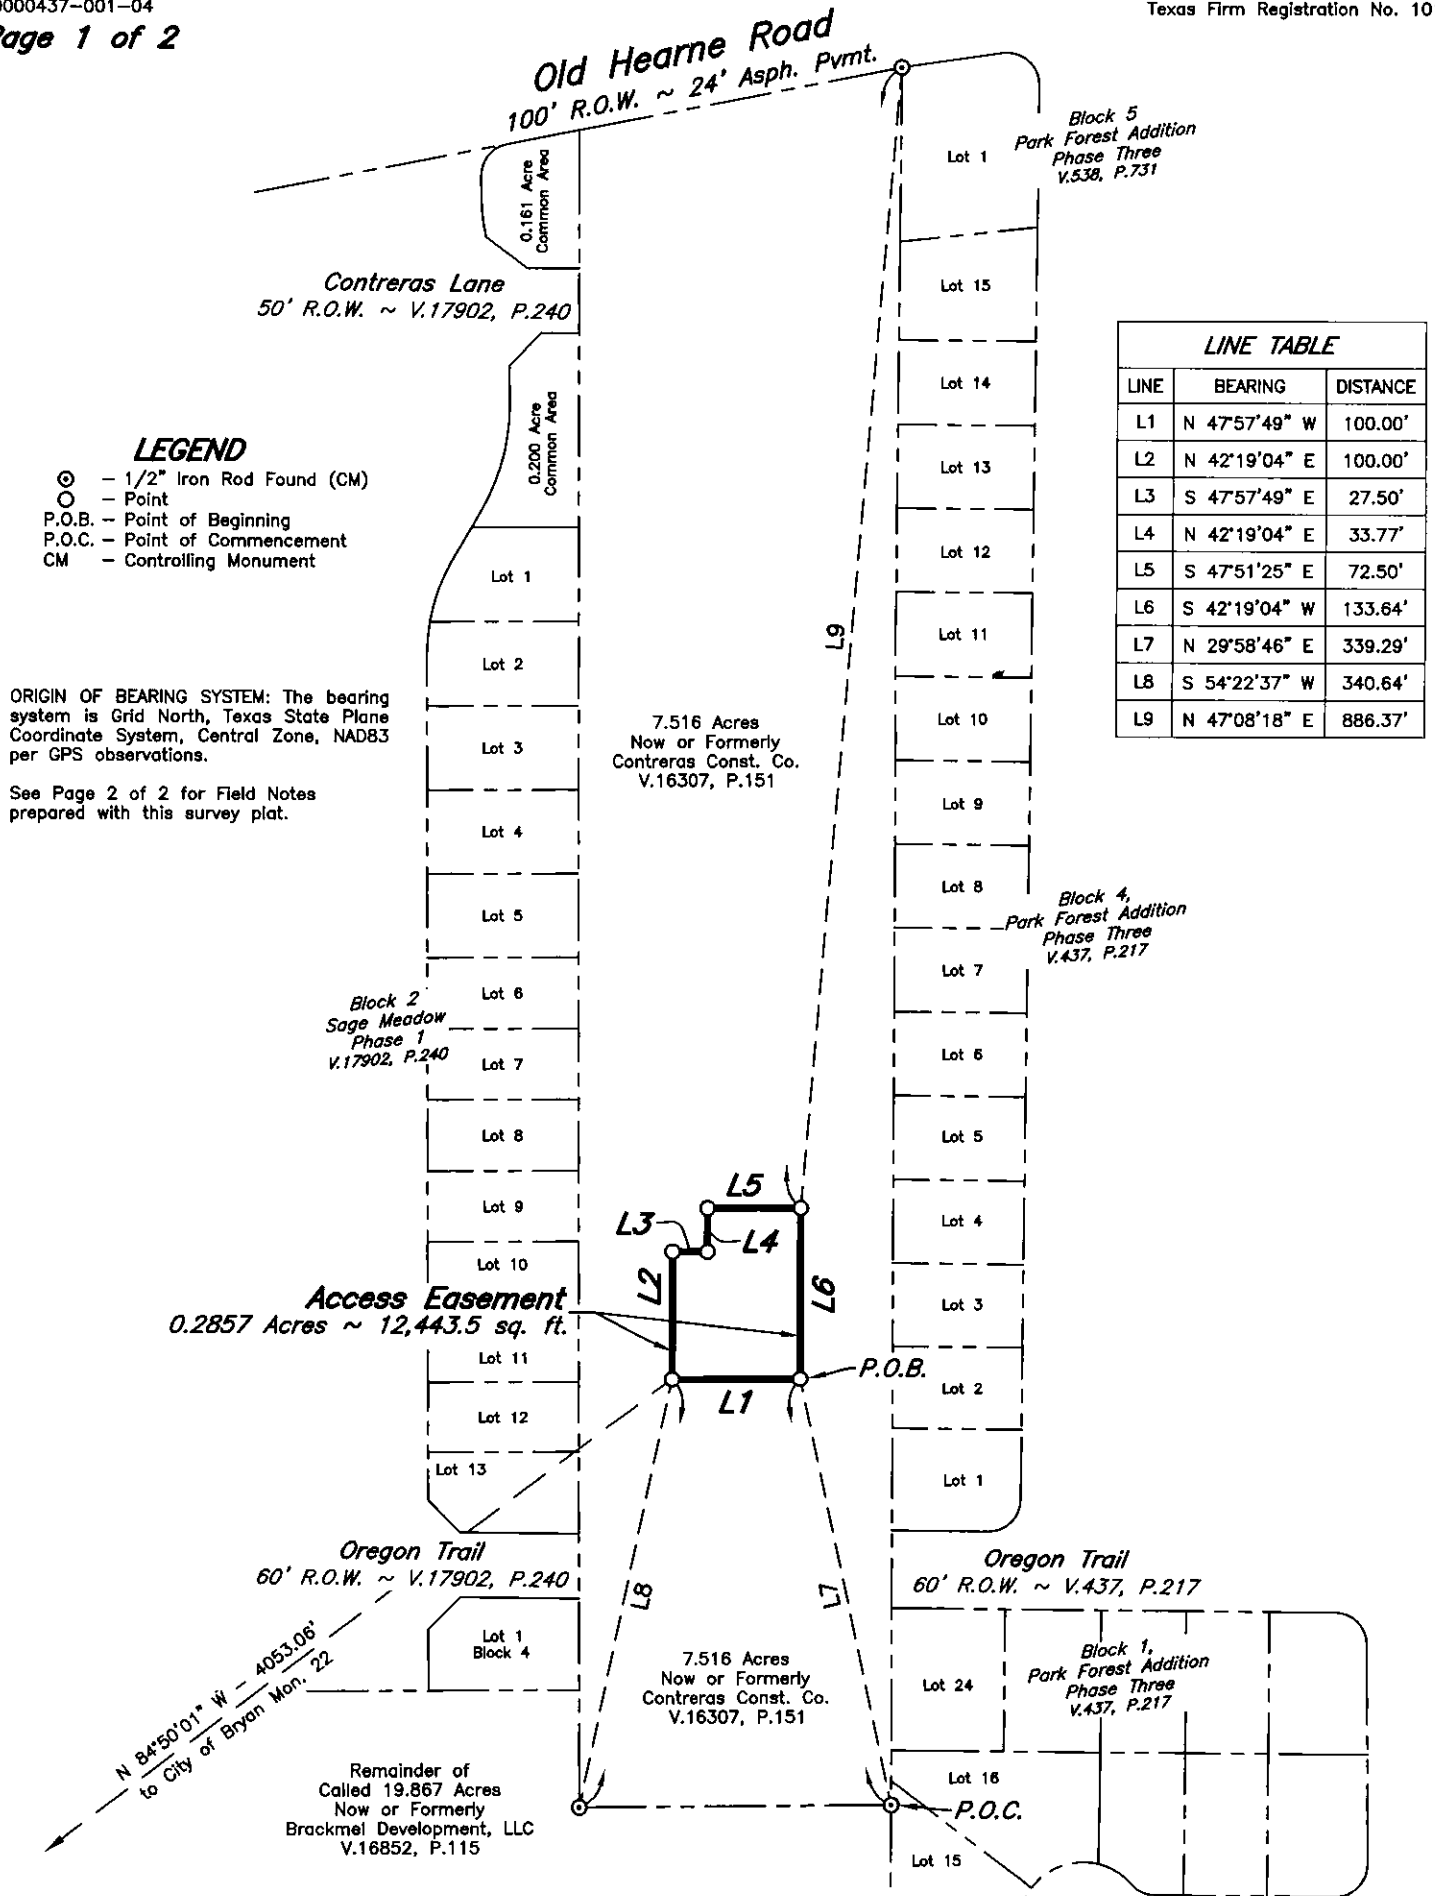 0000437-001-04
Page 1 of 2
Texas Firm Registration No. 10
Old Hearne Road
100' R.O.W. ~ 24' Asph. Pvmt.
0.161 Acre
Common Area
Contreras Lane
50' R.O.W. ~ V.17902, P.240
0.200 Acre
Common Area
Block 5
Park Forest Addition
Phase Three
V.538, P.731
Lot 1
Lot 15
Lot 14
Lot 13
Lot 12
Lot 11
Lot 10
Lot 9
Lot 8
Lot 7
Lot 6
Lot 5
Lot 4
Lot 3
Lot 2
Lot 1
LINE TABLE
LINE BEARING DISTANCE
L1 N 47°57'49" W 100.00'
L2 N 42°19'04" E 100.00'
L3 S 47°57'49" E 27.50'
L4 N 42°19'04" E 33.77'
L5 S 47°51'25" E 72.50'
L6 S 42°19'04" W 133.64'
L7 N 29°58'46" E 339.29'
L8 S 54°22'37" W 340.64'
L9 N 47°08'18" E 886.37'
LEGEND
– 1/2" Iron Rod Found (CM)
– Point
P.O.B. – Point of Beginning
P.O.C. – Point of Commencement
CM – Controlling Monument
ORIGIN OF BEARING SYSTEM: The bearing
system is Grid North, Texas State Plane
Coordinate System, Central Zone, NAD83
per GPS observations.
See Page 2 of 2 for Field Notes
prepared with this survey plat.
Lot 1
Lot 2
Lot 3
Lot 4
Lot 5
Lot 6
Lot 7
Lot 8
Lot 9
Lot 10
Lot 11
Lot 12
Lot 13
L9
7.516 Acres
Now or Formerly
Contreras Const. Co.
V.16307, P.151
Block 4,
Park Forest Addition
Phase Three
V.437, P.217
Block 2
Sage Meadow
Phase 1
V.17902, P.240
L5
L3
L4
L2
L6
Access Easement
0.2857 Acres ~ 12,443.5 sq. ft.
P.O.B.
L1
Oregon Trail
60' R.O.W. ~ V.17902, P.240
Oregon Trail
60' R.O.W. ~ V.437, P.217
L8
L7
Lot 1
Block 4
7.516 Acres
Now or Formerly
Contreras Const. Co.
V.16307, P.151
Lot 24
Block 1,
Park Forest Addition
Phase Three
V.437, P.217
N 84°50'01" W - 4053.06'
to City of Bryan Mon. 22
Remainder of
Called 19.867 Acres
Now or Formerly
Brackmel Development, LLC
V.16852, P.115
Lot 16
P.O.C.
Lot 15